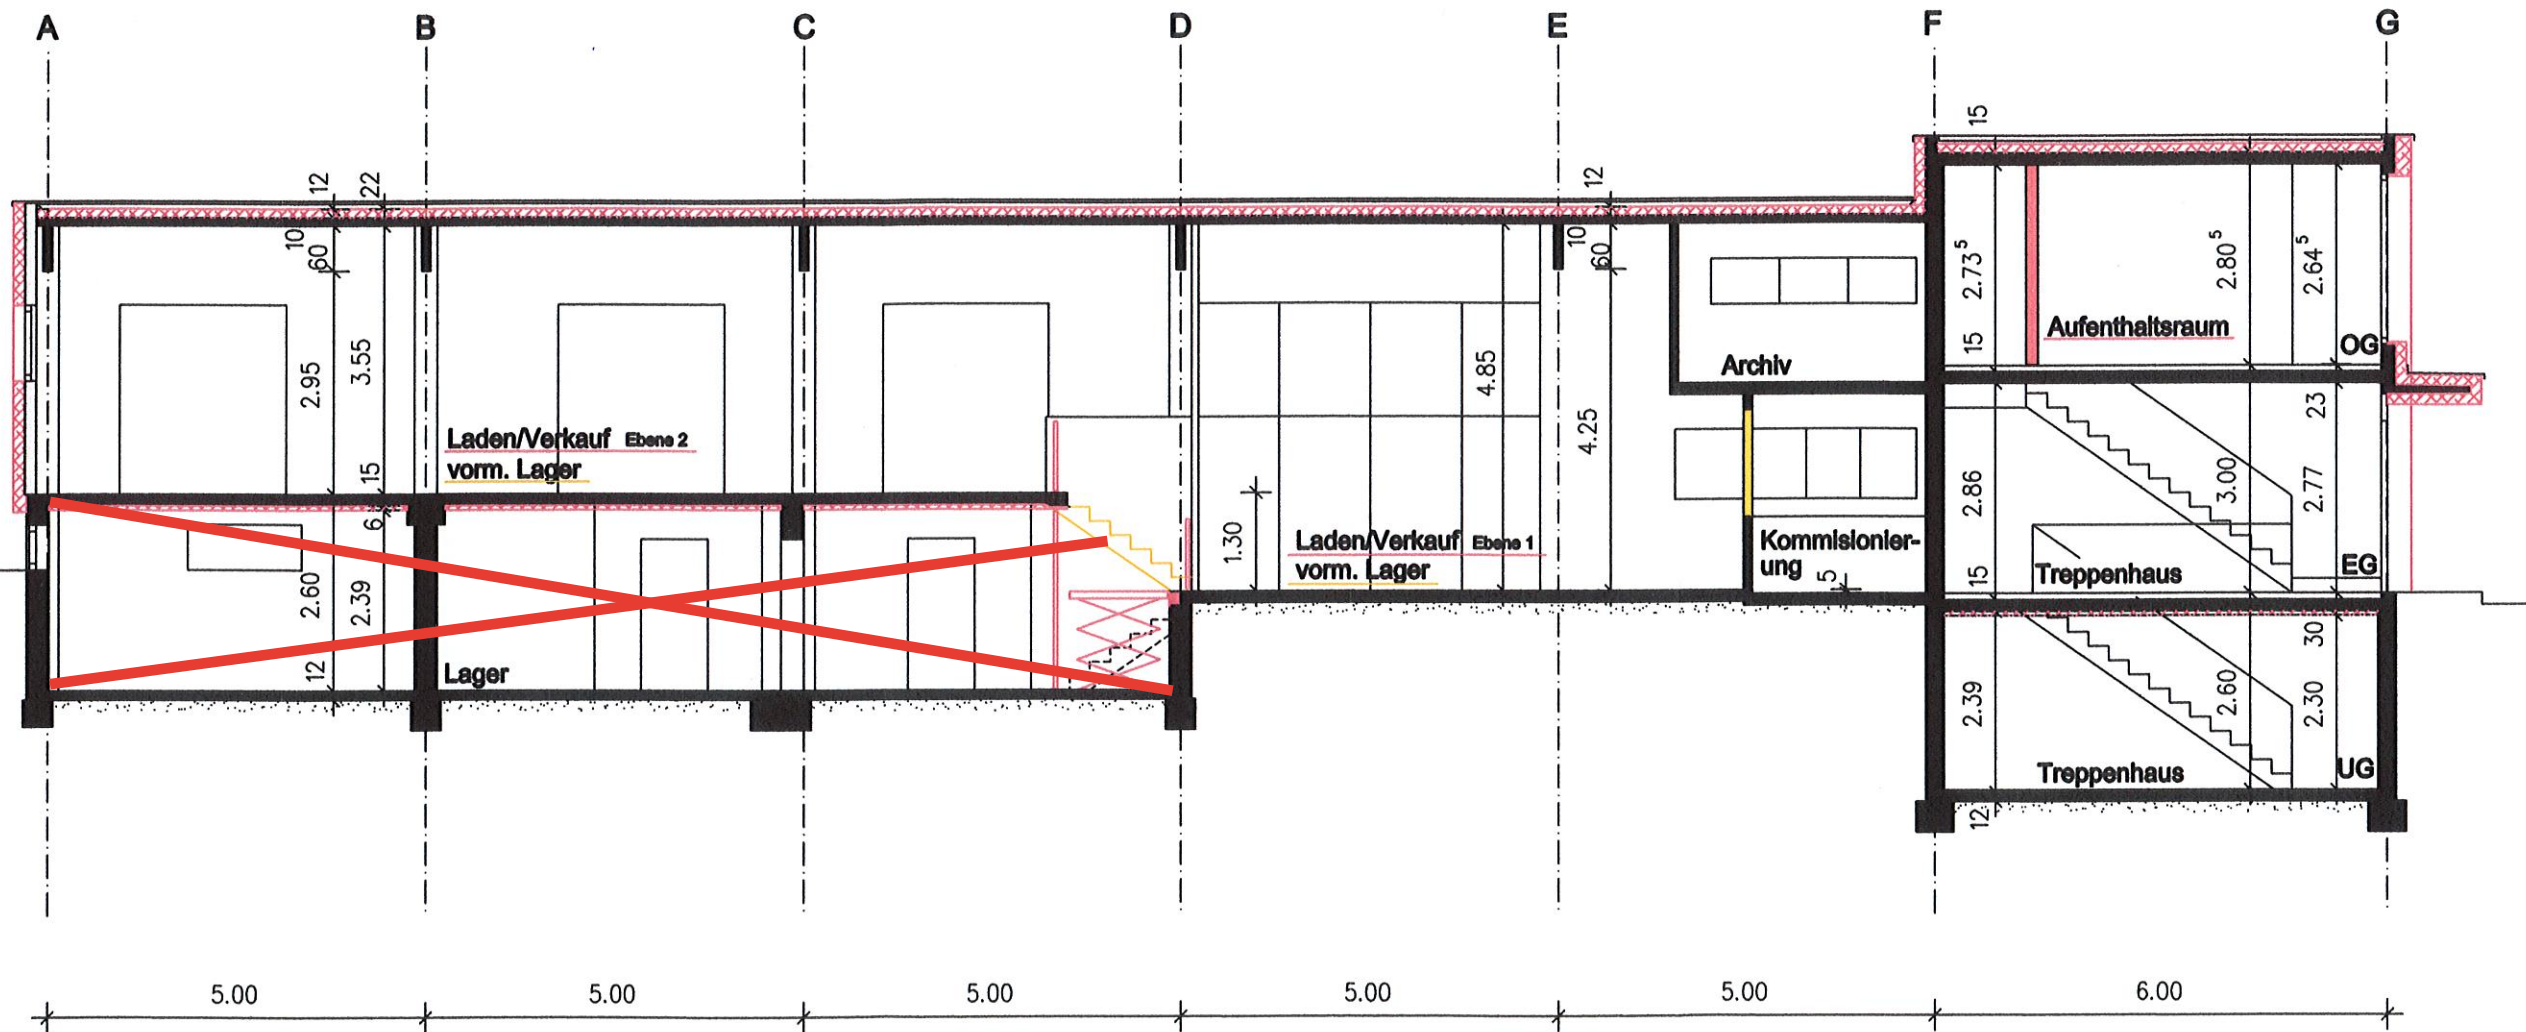 A B C D E F G
15
12 22 12
10 60 10 60
2.73⁵ 2.80⁵ 2.64⁵
Aufenthaltsraum
15 OG
2.95 3.55 4.85 Archiv
4.25
Laden/Verkauf Ebene 2
vorm. Lager
15
23
2.86 3.00 2.77
6
1.30
Laden/Verkauf Ebene 1
vorm. Lager
Kommisionier-
ung
5
15 Treppenhaus EG
2.60 2.39
12 Lager
30
2.39 2.60 2.30
Treppenhaus UG
12
5.00 5.00 5.00 5.00 5.00 6.00